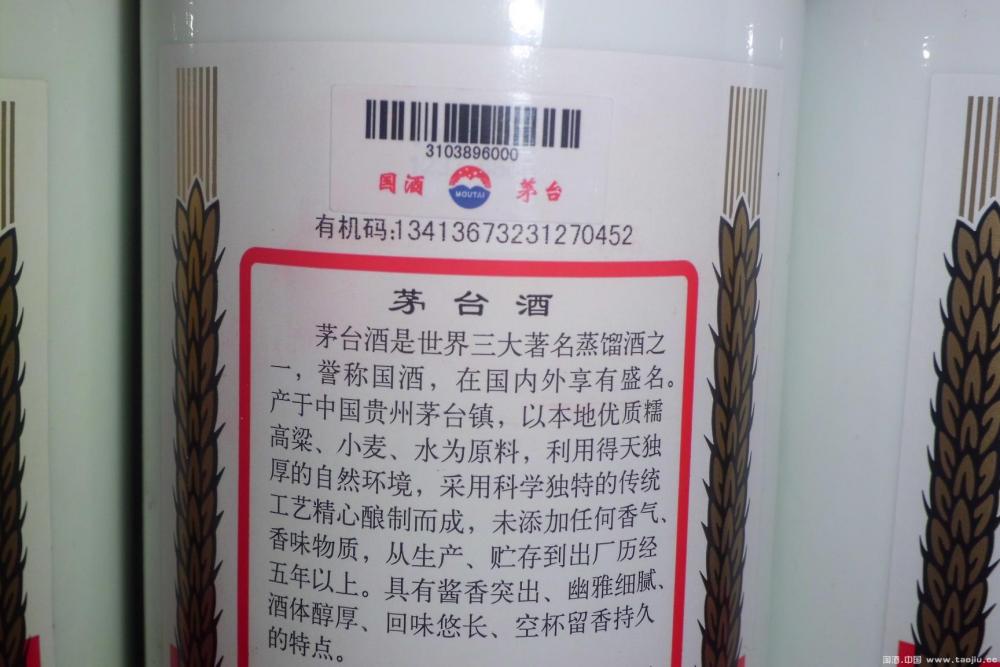 3103896000
国酒 MOUTAI 茅台
有机码:13413673231270452
茅台酒
茅台酒是世界三大著名蒸馏酒之
一，誉称国酒，在国内外享有盛名。
产于中国贵州茅台镇，以本地优质糯
高粱、小麦、水为原料，利用得天独
厚的自然环境，采用科学独特的传统
工艺精心酿制而成，未添加任何香气、
香味物质，从生产、贮存到出厂历经
五年以上。具有酱香突出、幽雅细腻、
酒体醇厚、回味悠长、空杯留香持久
的特点。
国酒.中国 www.taojiu.cc